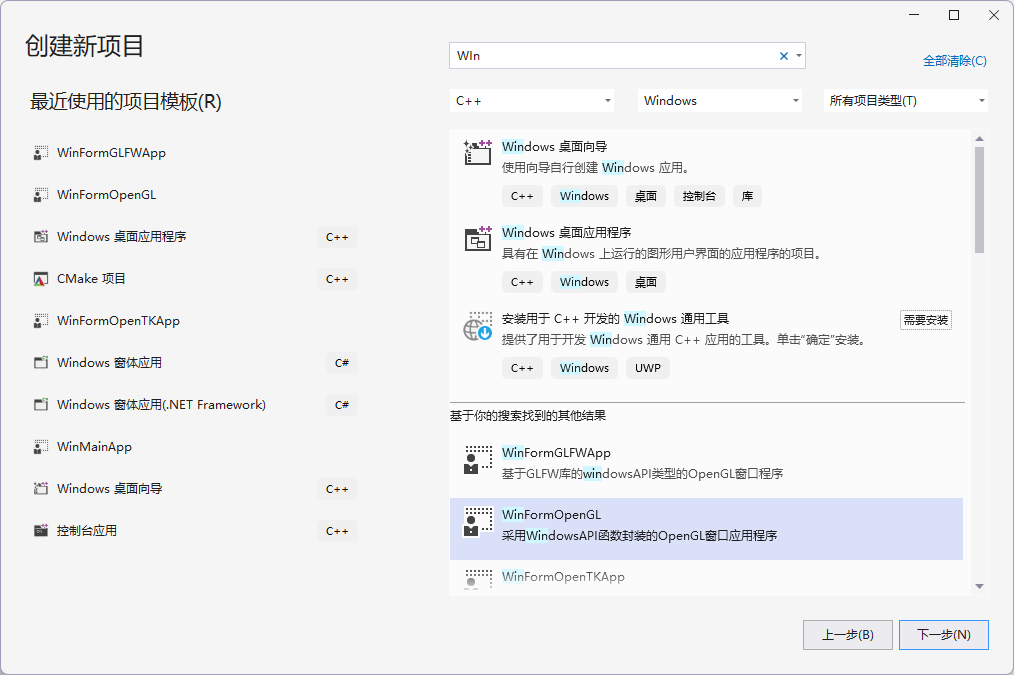 创建新项目
最近使用的项目模板(R)
WinFormGLFWApp
WinFormOpenGL
Windows 桌面应用程序 C++
CMake 项目 C++
WinFormOpenTKApp
Windows 窗体应用 C#
Windows 窗体应用(.NET Framework) C#
WinMainApp
Windows 桌面向导 C++
控制台应用 C++
WIn
全部清除(C)
C++ Windows 所有项目类型(T)
Windows 桌面向导
使用向导自行创建 Windows 应用。
C++ Windows 桌面 控制台 库
Windows 桌面应用程序
具有在 Windows 上运行的图形用户界面的应用程序的项目。
C++ Windows 桌面
安装用于 C++ 开发的 Windows 通用工具 需要安装
提供了用于开发 Windows 通用 C++ 应用的工具。单击“确定”安装。
C++ Windows UWP
基于你的搜索找到的其他结果
WinFormGLFWApp
基于GLFW库的windowsAPI类型的OpenGL窗口程序
WinFormOpenGL
采用WindowsAPI函数封装的OpenGL窗口应用程序
WinFormOpenTKApp
上一步(B) 下一步(N)